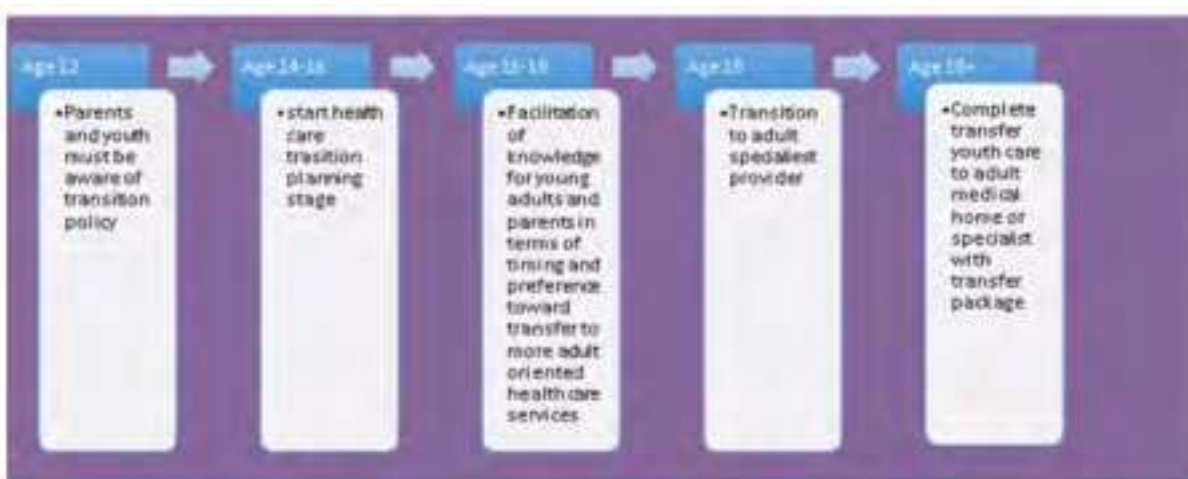 Age 12
•Parents
and youth
must be
aware of
transition
policy
Age 14-16
•start health
care
trasition
planning
stage
Age
•Facilitation
of
knowledge
for young
adults and
parents in
terms of
timing and
preference
toward
transfer to
more adult
oriented
health care
services
Age 18
•Transition
to adult
specialiest
provider
Age 18+
•Complete
transfer
youth care
to adult
medical
home or
specialist
with
transfer
package